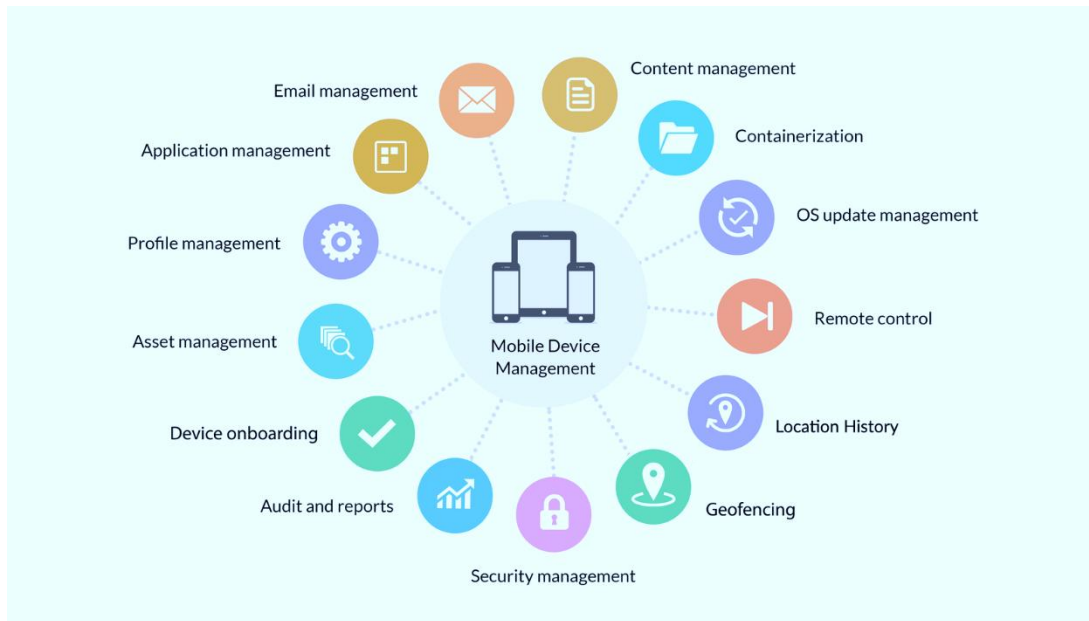 Content management
Email management
Containerization
Application management
OS update management
Profile management
Remote control
Asset management
Mobile Device
Management
Location History
Device onboarding
Geofencing
Audit and reports
Security management